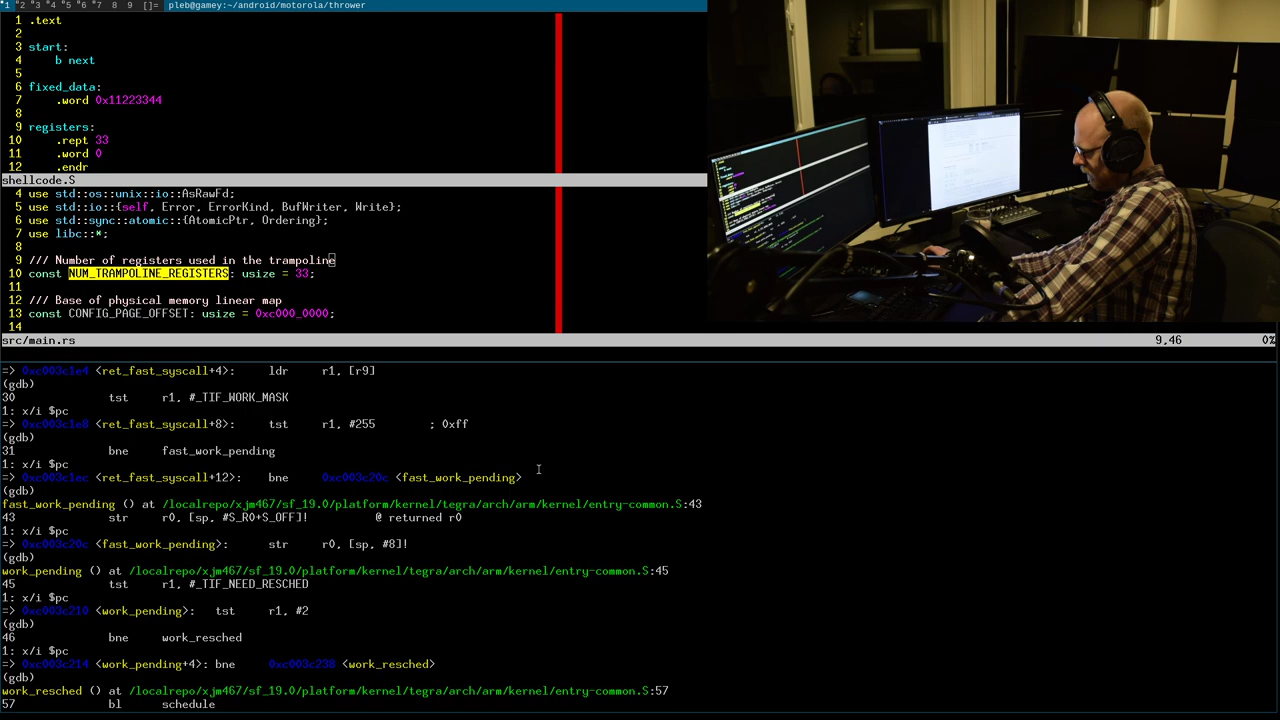 1 2 3 4 5 6 7 8 9 []= pleb@gamey:~/android/motorola/thrower
1 .text
2
3 start:
4 b next
5
6 fixed_data:
7 .word 0x11223344
8
9 registers:
10 .rept 33
11 .word 0
12 .endr
shellcode.S
4 use std::os::unix::io::AsRawFd;
5 use std::io::{self, Error, ErrorKind, BufWriter, Write};
6 use std::sync::atomic::{AtomicPtr, Ordering};
7 use libc::*;
8
9 /// Number of registers used in the trampoline
10 const NUM_TRAMPOLINE_REGISTERS: usize = 33;
11
12 /// Base of physical memory linear map
13 const CONFIG_PAGE_OFFSET: usize = 0xc000_0000;
14
src/main.rs 9,46 0%
=> 0xc003c1e4 <ret_fast_syscall+4>: ldr r1, [r9]
(gdb)
30 tst r1, #_TIF_WORK_MASK
1: x/i $pc
=> 0xc003c1e8 <ret_fast_syscall+8>: tst r1, #255 ; 0xff
(gdb)
31 bne fast_work_pending
1: x/i $pc
=> 0xc003c1ec <ret_fast_syscall+12>: bne 0xc003c20c <fast_work_pending>
(gdb)
fast_work_pending () at /localrepo/xjm467/sf_19.0/platform/kernel/tegra/arch/arm/kernel/entry-common.S:43
43 str r0, [sp, #S_R0+S_OFF]! @ returned r0
1: x/i $pc
=> 0xc003c20c <fast_work_pending>: str r0, [sp, #8]!
(gdb)
work_pending () at /localrepo/xjm467/sf_19.0/platform/kernel/tegra/arch/arm/kernel/entry-common.S:45
45 tst r1, #_TIF_NEED_RESCHED
1: x/i $pc
=> 0xc003c210 <work_pending>: tst r1, #2
(gdb)
46 bne work_resched
1: x/i $pc
=> 0xc003c214 <work_pending+4>: bne 0xc003c238 <work_resched>
(gdb)
work_resched () at /localrepo/xjm467/sf_19.0/platform/kernel/tegra/arch/arm/kernel/entry-common.S:57
57 bl schedule